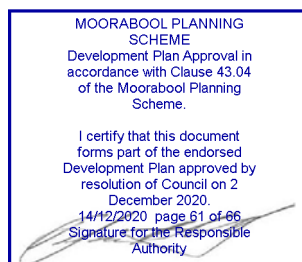 MOORABOOL PLANNING
SCHEME
Development Plan Approval in
accordance with Clause 43.04
of the Moorabool Planning
Scheme.
I certify that this document
forms part of the endorsed
Development Plan approved by
resolution of Council on 2
December 2020.
14/12/2020 page 61 of 66
Signature for the Responsible
Authority